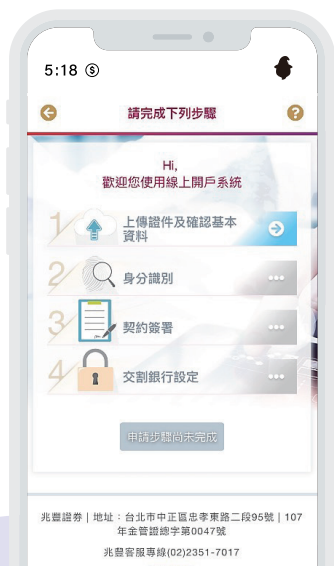 5:18 $
請完成下列步驟
?
Hi,
歡迎您使用線上開戶系統
1 上傳證件及確認基本
資料
2 身分識別
3 契約簽署
4 交割銀行設定
申請步驟尚未完成
兆豐證券 | 地址:台北市中正區忠孝東路二段95號 | 107
年金管證總字第0047號
兆豐客服專線(02)2351-7017